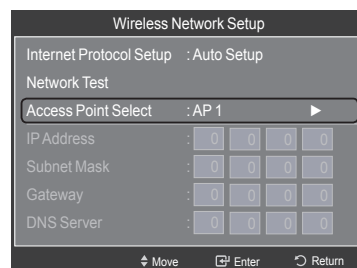 Wireless Network Setup
Internet Protocol Setup : Auto Setup
Network Test
Access Point Select : AP 1 ►
IP Address : 0 0 0 0
Subnet Mask : 0 0 0 0
Gateway : 0 0 0 0
DNS Server : 0 0 0 0
Move Enter Return